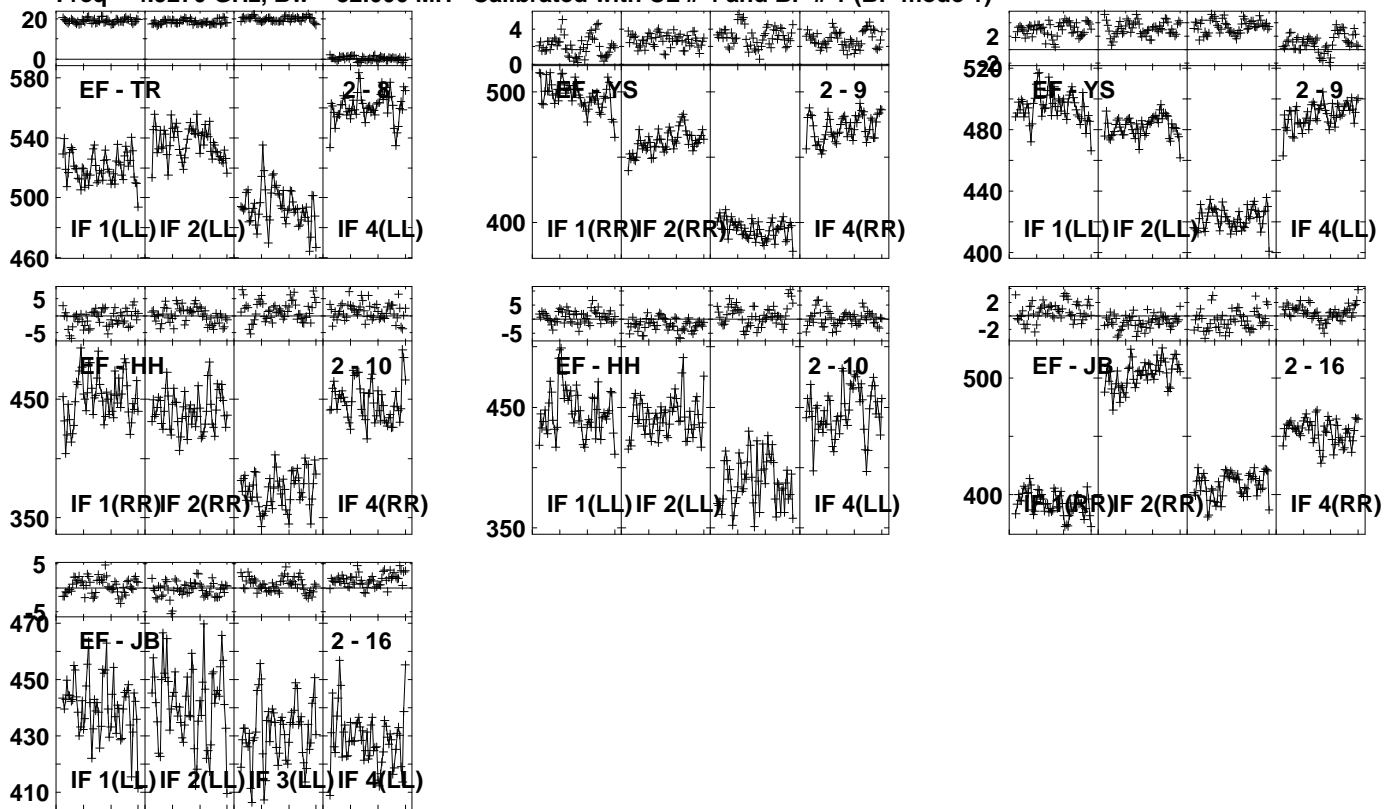 20
0
580
540
500
460
EF - TR
2 - 8
IF 1(LL) IF 2(LL) IF 4(LL)
4
2
0
500
400
EF - YS
2 - 9
IF 1(RR) IF 2(RR) IF 4(RR)
2
-2
520
480
440
400
EF - YS
2 - 9
IF 1(LL) IF 2(LL) IF 4(LL)
5
-5
450
350
EF - HH
2 - 10
IF 1(RR) IF 2(RR) IF 4(RR)
5
-5
450
350
EF - HH
2 - 10
IF 1(LL) IF 2(LL) IF 4(LL)
2
-2
500
400
EF - JB
2 - 16
IF 1(RR) IF 2(RR) IF 4(RR)
5
-5
470
450
430
410
EF - JB
2 - 16
IF 1(LL) IF 2(LL) IF 3(LL) IF 4(LL)